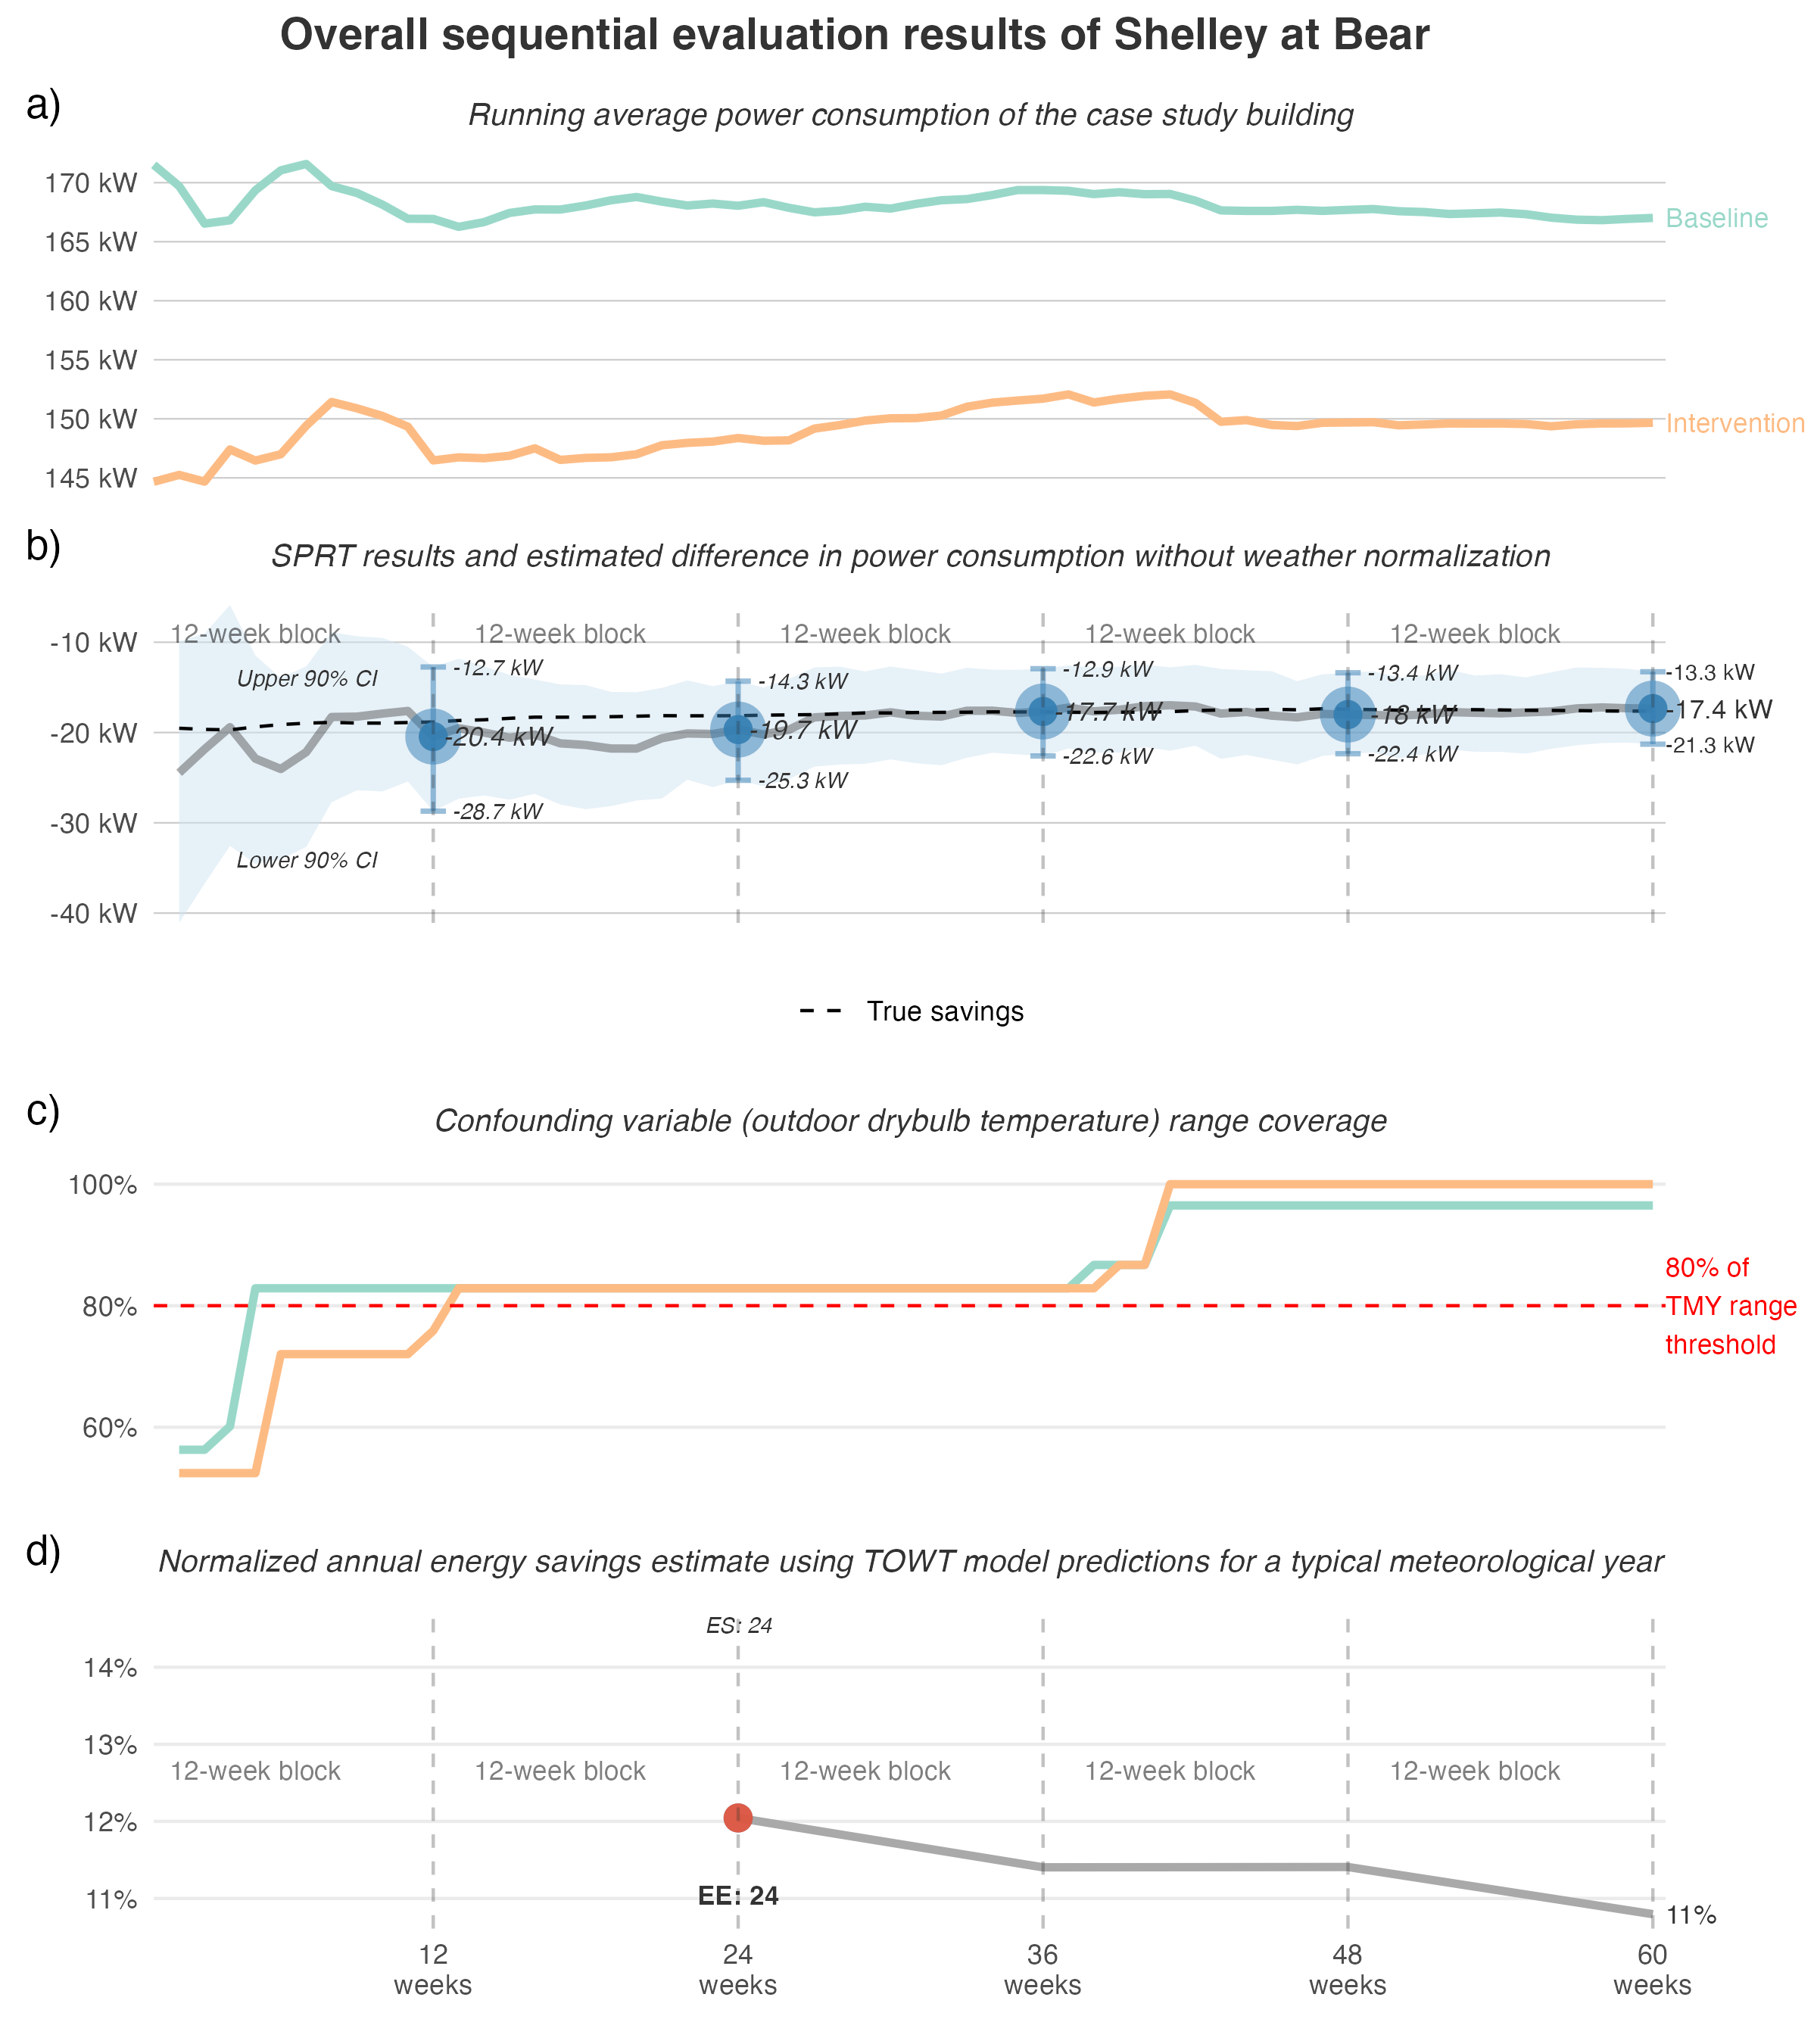 Overall sequential evaluation results of Shelley at Bear
a)
Running average power consumption of the case study building
170 kW
165 kW
160 kW
155 kW
150 kW
145 kW
Baseline
Intervention
b)
SPRT results and estimated difference in power consumption without weather normalization
-10 kW
-20 kW
-30 kW
-40 kW
12-week block
12-week block
12-week block
12-week block
12-week block
Upper 90% CI
Lower 90% CI
-12.7 kW
-20.4 kW
-28.7 kW
-14.3 kW
-19.7 kW
-25.3 kW
-12.9 kW
-17.7 kW
-22.6 kW
-13.4 kW
-18 kW
-22.4 kW
-13.3 kW
-17.4 kW
-21.3 kW
True savings
c)
Confounding variable (outdoor drybulb temperature) range coverage
100%
80%
60%
80% of
TMY range
threshold
d)
Normalized annual energy savings estimate using TOWT model predictions for a typical meteorological year
ES: 24
14%
13%
12%
11%
12-week block
12-week block
12-week block
12-week block
12-week block
EE: 24
11%
12
weeks
24
weeks
36
weeks
48
weeks
60
weeks